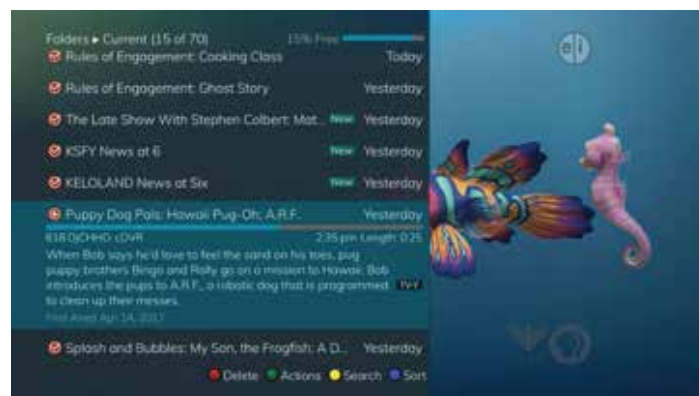 Folders ▸ Current (15 of 70) 15% Free
Rules of Engagement: Cooking Class Today
Rules of Engagement: Ghost Story Yesterday
The Late Show With Stephen Colbert: Mat... New Yesterday
KSFY News at 6 New Yesterday
KELOLAND News at Six New Yesterday
Puppy Dog Pals: Hawaii Pug-Oh; A.R.F. Yesterday
618 DJCHHD cDVR 2:35 pm Length: 0:25
When Bob says he'd love to feel the sand on his toes, pug
puppy brothers Bingo and Rolly go on a mission to Hawaii; Bob
introduces the pups to A.R.F., a robotic dog that is programmed TV-Y
to clean up their messes.
First Aired: Apr 14, 2017
Splash and Bubbles: My Son, the Frogfish; A D... Yesterday
Delete Actions Search Sort
e/i